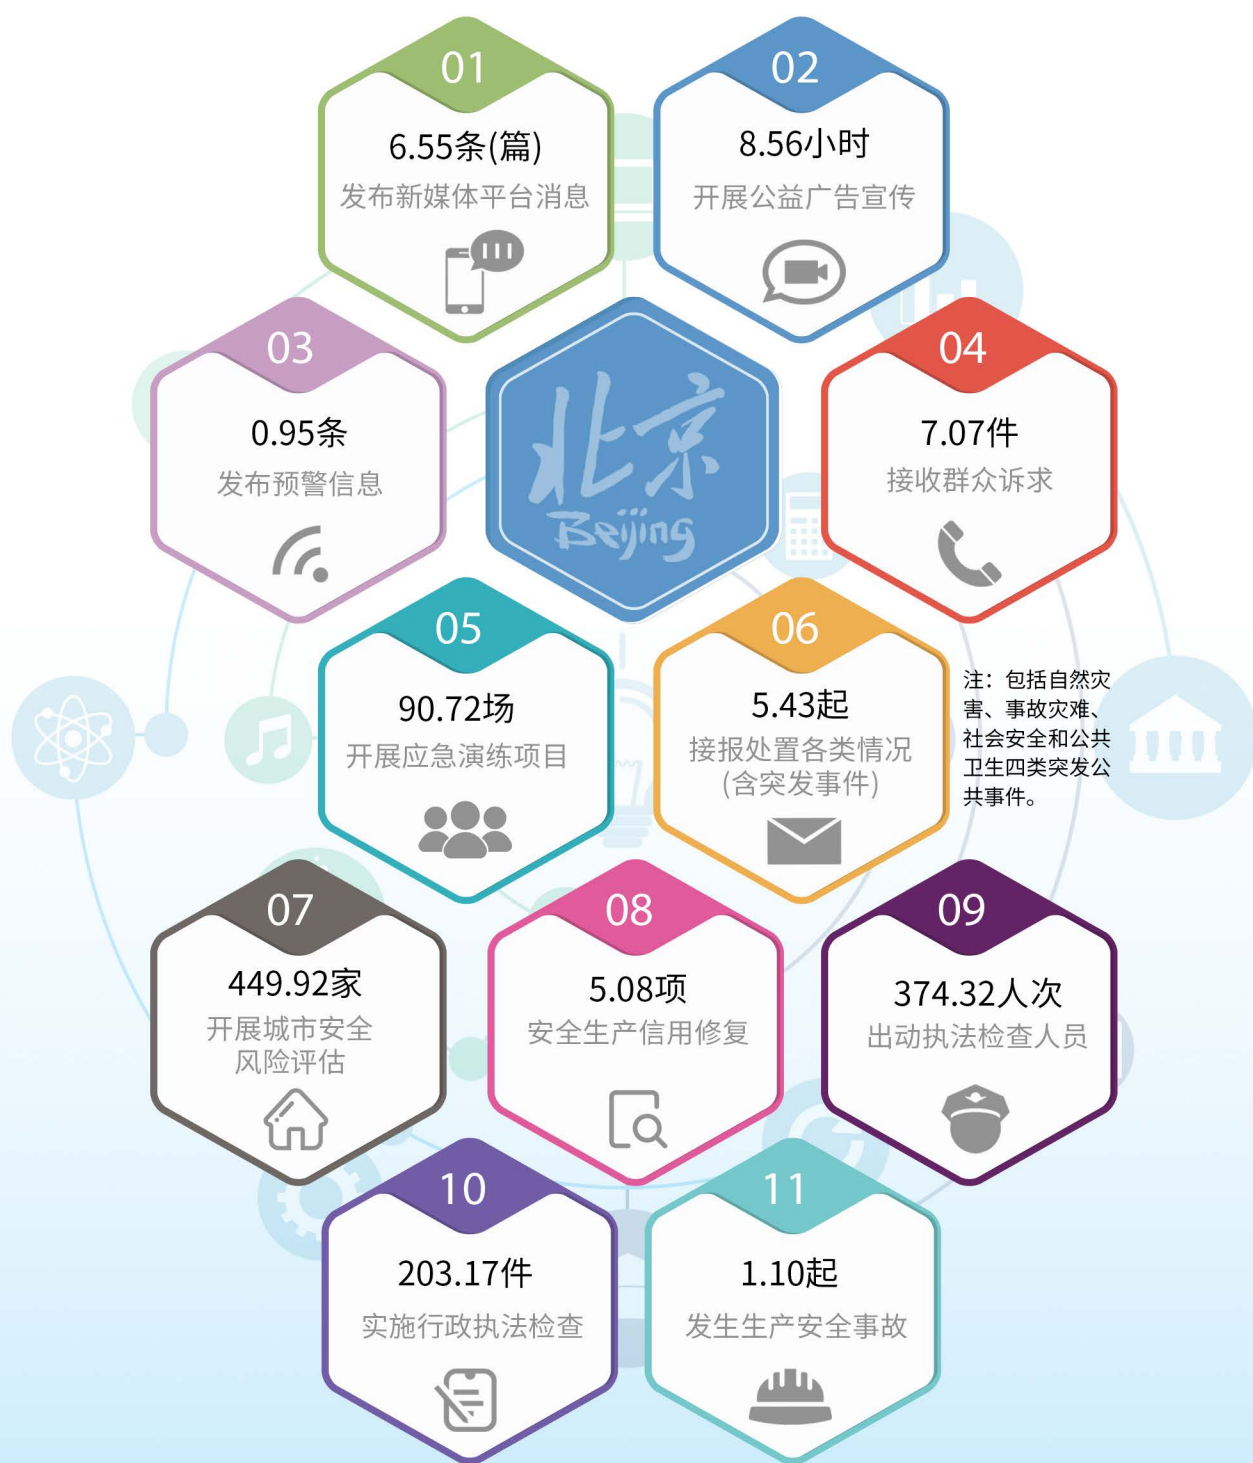 01
6.55条(篇)
发布新媒体平台消息
02
8.56小时
开展公益广告宣传
03
0.95条
发布预警信息
北京
Beijing
04
7.07件
接收群众诉求
05
90.72场
开展应急演练项目
06
5.43起
接报处置各类情况
(含突发事件)
注：包括自然灾
害、事故灾难、
社会安全和公共
卫生四类突发公
共事件。
07
449.92家
开展城市安全
风险评估
08
5.08项
安全生产信用修复
09
374.32人次
出动执法检查人员
10
203.17件
实施行政执法检查
11
1.10起
发生生产安全事故